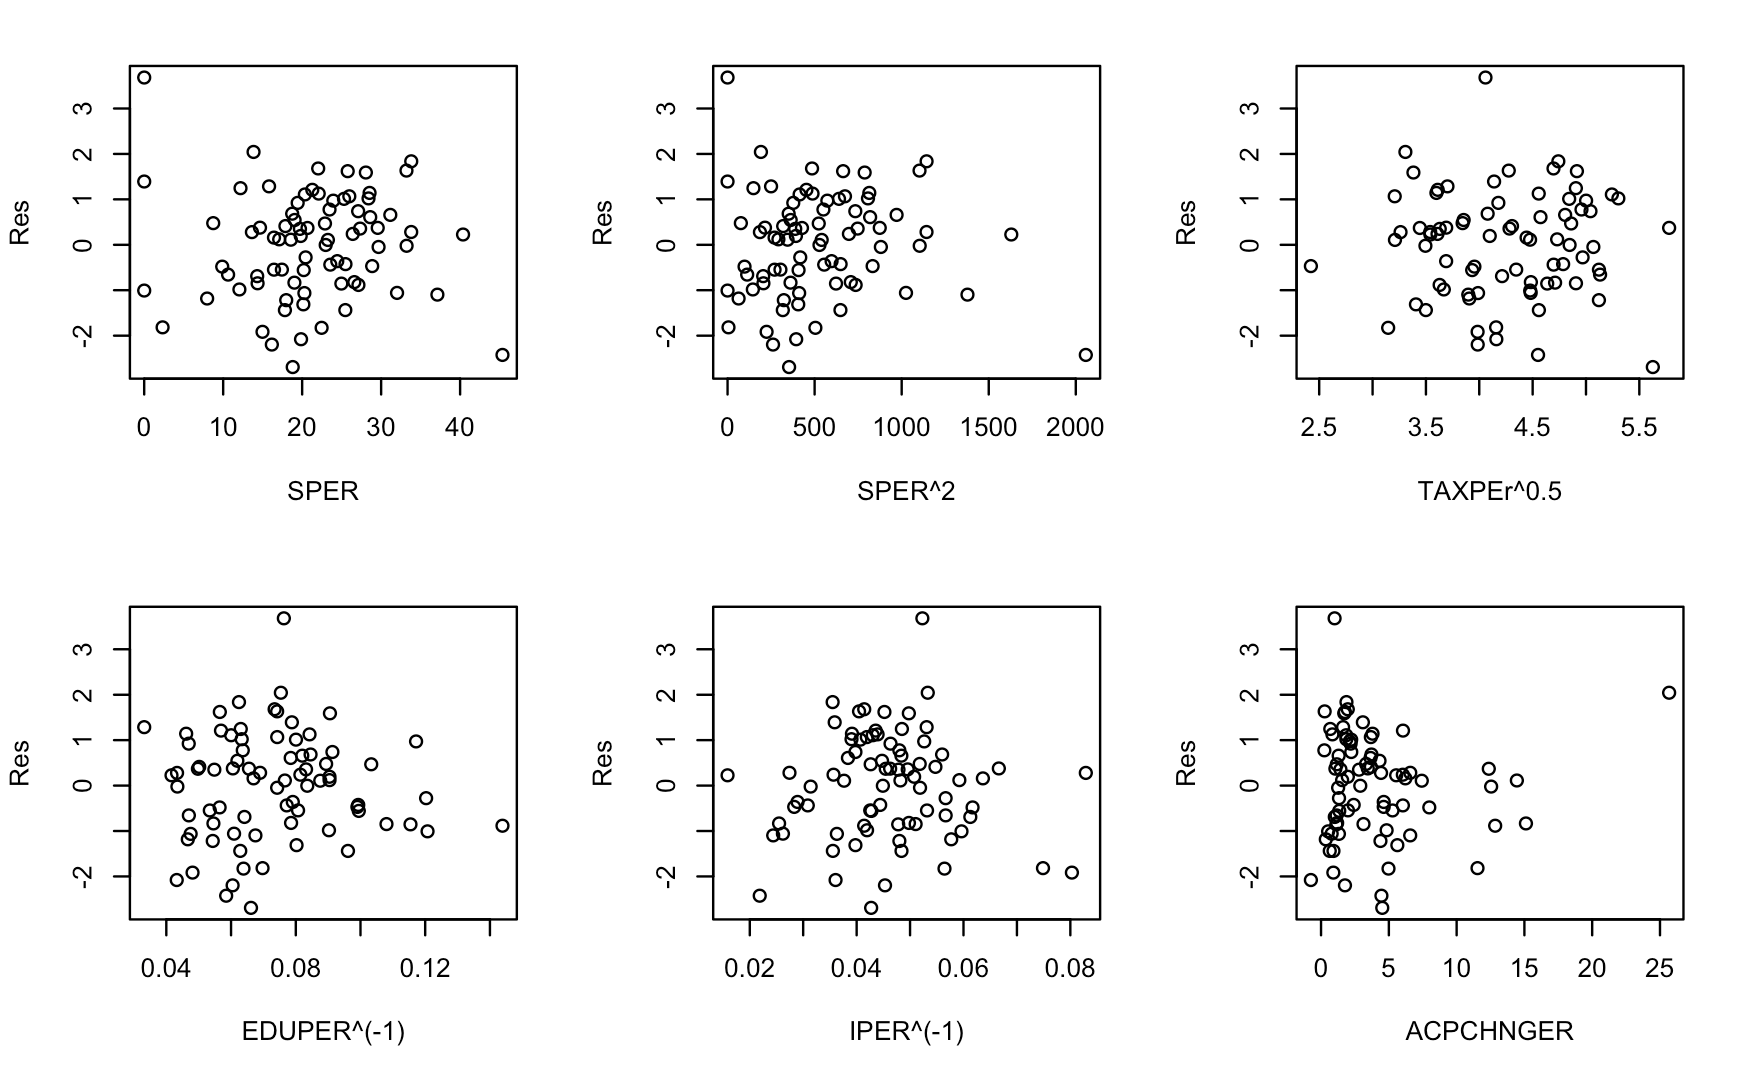 Res
3
2
1
0
-2
0 10 20 30 40
SPER
Res
3
2
1
0
-2
0 500 1000 1500 2000
SPER^2
Res
3
2
1
0
-2
2.5 3.5 4.5 5.5
TAXPEr^0.5
Res
3
2
1
0
-2
0.04 0.08 0.12
EDUPER^(-1)
Res
3
2
1
0
-2
0.02 0.04 0.06 0.08
IPER^(-1)
Res
3
2
1
0
-2
0 5 10 15 20 25
ACPCHNGER